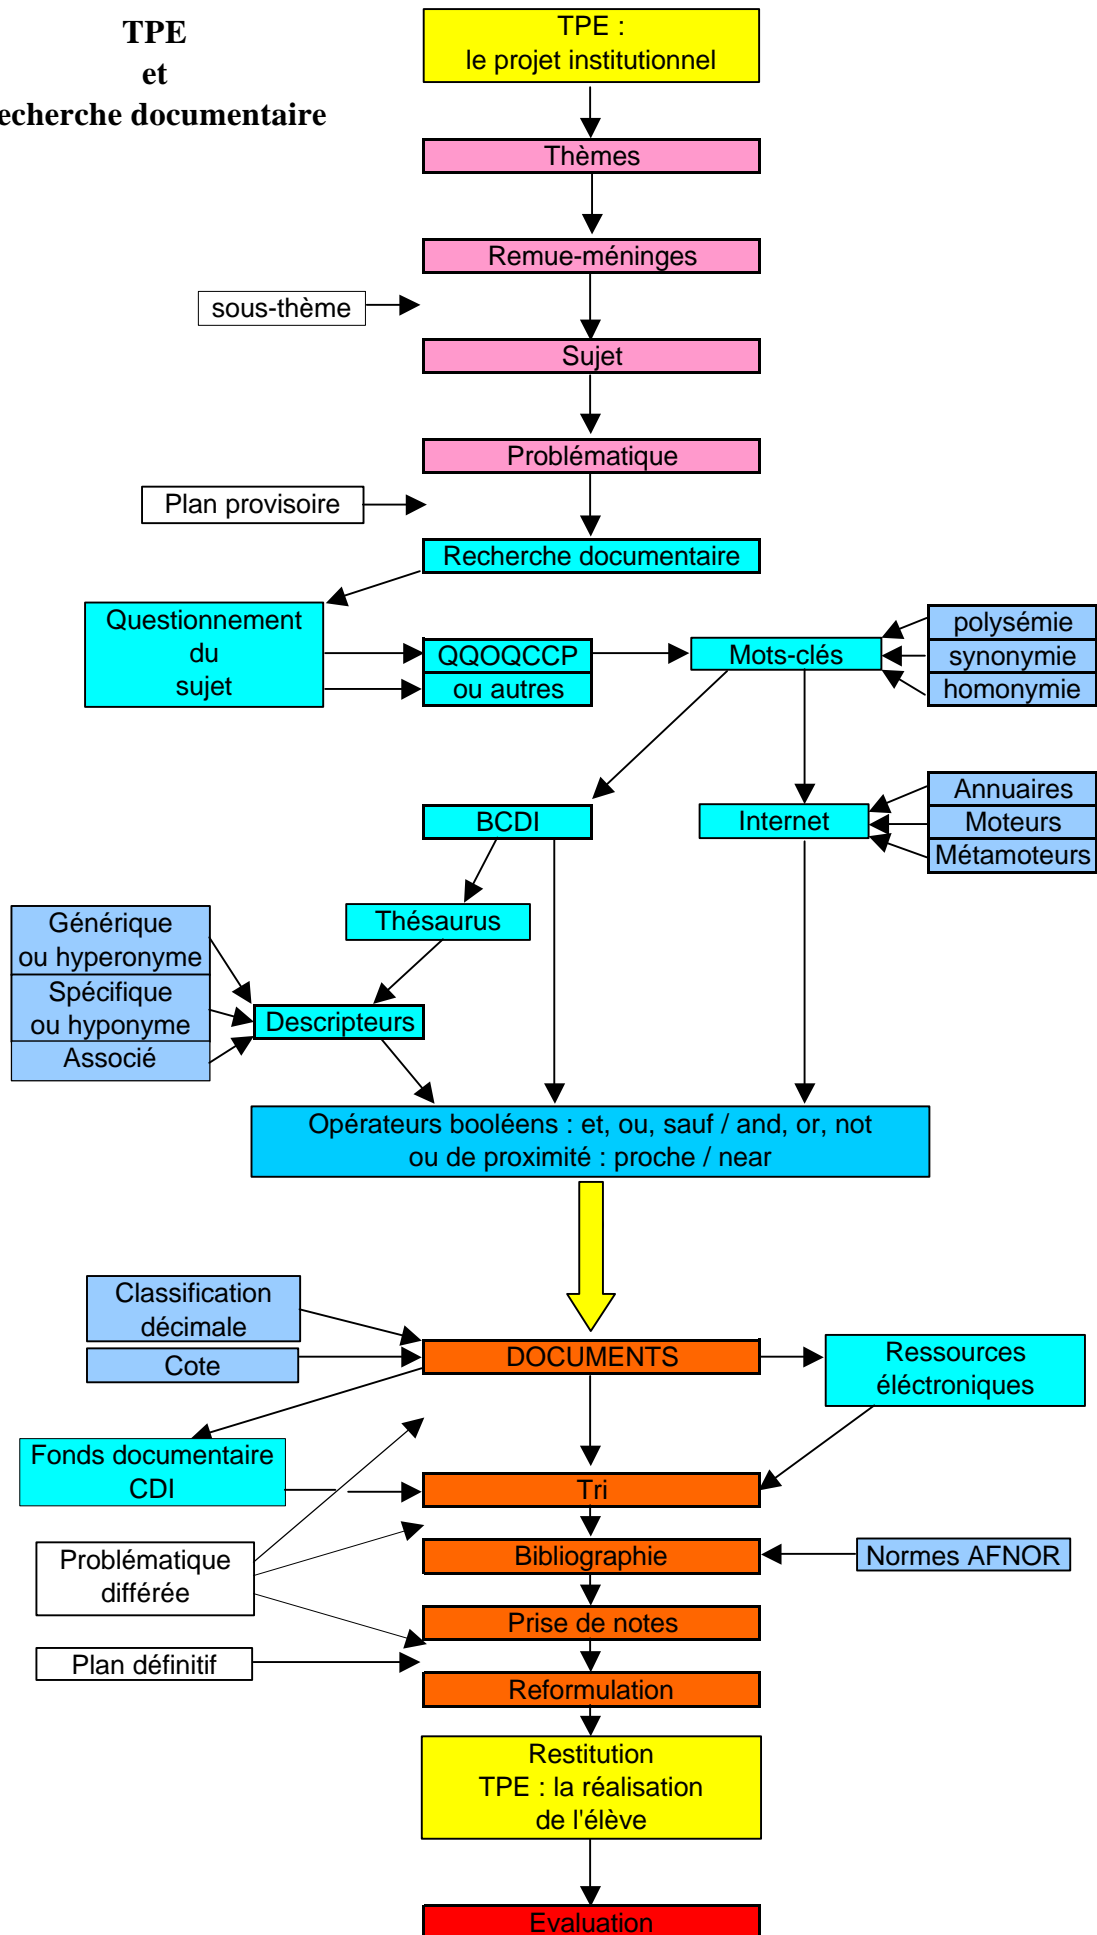 TPE
et
echerche documentaire
TPE :
le projet institutionnel
Thèmes
Remue-méninges
sous-thème
Sujet
Problématique
Plan provisoire
Recherche documentaire
Questionnement
du
sujet
QQOQCCP
ou autres
Mots-clés
polysémie
synonymie
homonymie
BCDI
Internet
Annuaires
Moteurs
Métamoteurs
Thésaurus
Générique
ou hyperonyme
Spécifique
ou hyponyme
Associé
Descripteurs
Opérateurs booléens : et, ou, sauf / and, or, not
ou de proximité : proche / near
Classification
décimale
Cote
DOCUMENTS
Ressources
éléctroniques
Fonds documentaire
CDI
Tri
Problématique
différée
Bibliographie
Normes AFNOR
Prise de notes
Plan définitif
Reformulation
Restitution
TPE : la réalisation
de l'élève
Evaluation